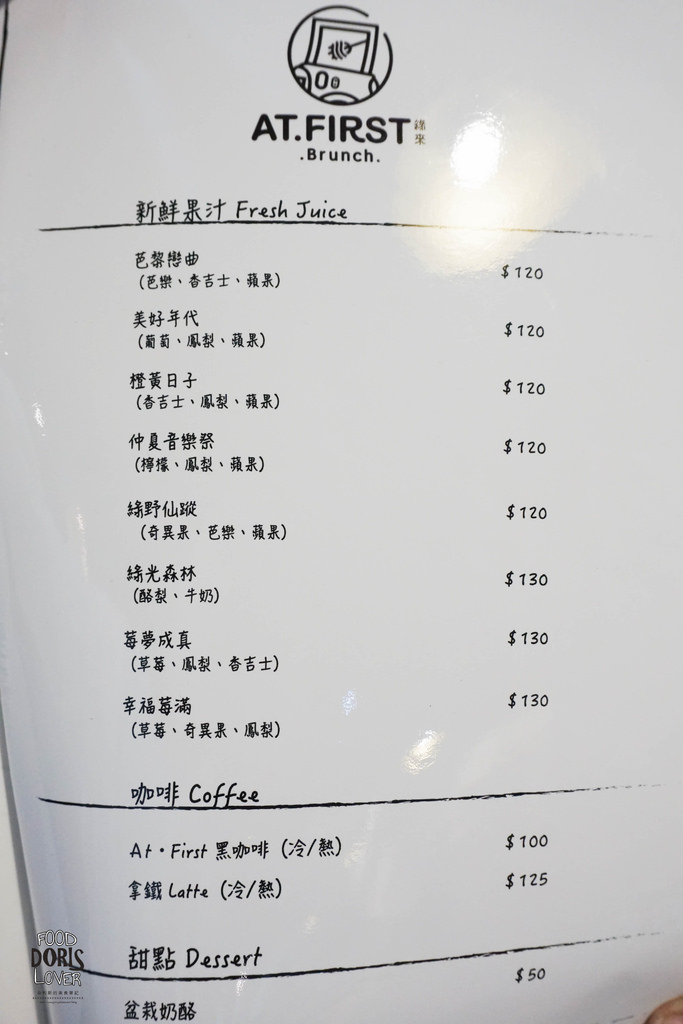 AT.FIRST 錦來
.Brunch.
新鮮果汁 Fresh Juice
芭黎戀曲 $120
(芭樂、香吉士、蘋果)
美好年代 $120
(葡萄、鳳梨、蘋果)
橙黃日子 $120
(香吉士、鳳梨、蘋果)
仲夏音樂祭 $120
(檸檬、鳳梨、蘋果)
綠野仙蹤 $120
(奇異果、芭樂、蘋果)
綠光森林 $130
(酪梨、牛奶)
莓夢成真 $130
(草莓、鳳梨、香吉士)
幸福莓滿 $130
(草莓、奇異果、鳳梨)
咖啡 Coffee
At·First 黑咖啡 (冷/熱) $100
拿鐵 Latte (冷/熱) $125
甜點 Dessert
盆栽奶酪 $50
FOOD
DORIS
LOVER